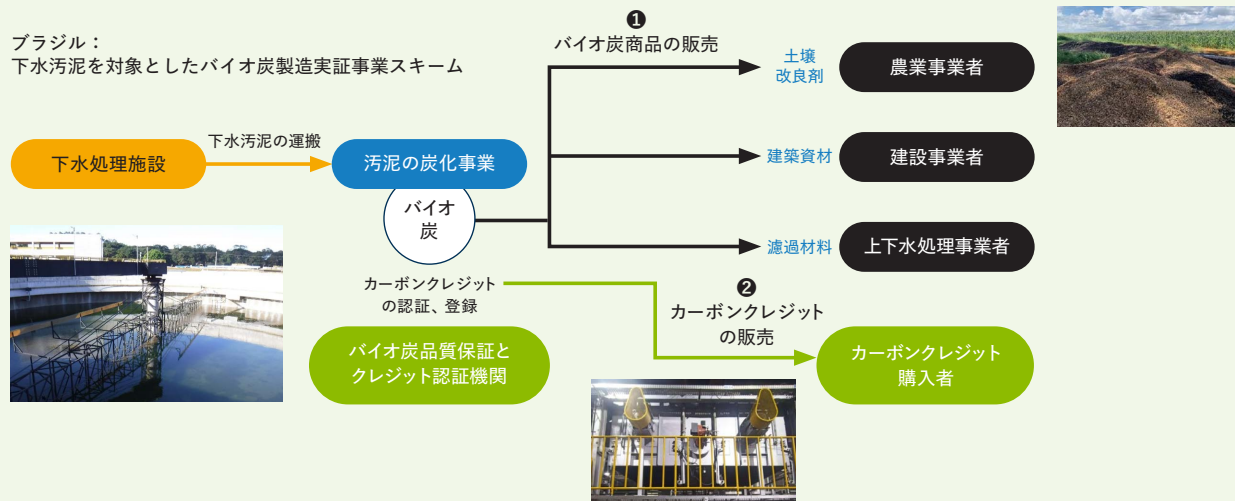 ブラジル：
下水汚泥を対象としたバイオ炭製造実証事業スキーム
❶
バイオ炭商品の販売
土壌
改良剤
農業事業者
下水汚泥の運搬
下水処理施設
汚泥の炭化事業
建築資材
建設事業者
バイオ
炭
濾過材料
上下水処理事業者
カーボンクレジット
の認証、登録
❷
カーボンクレジット
の販売
バイオ炭品質保証と
クレジット認証機関
カーボンクレジット
購入者